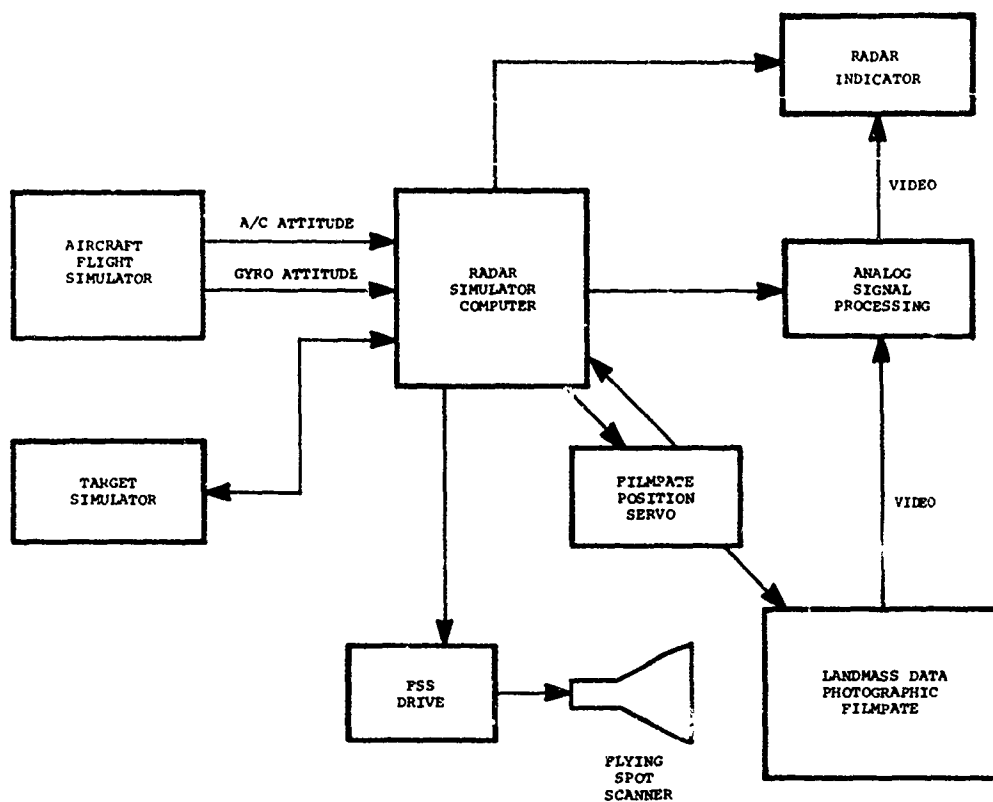 RADAR
INDICATOR
VIDEO
AIRCRAFT
FLIGHT
SIMULATOR
A/C ATTITUDE
GYRO ATTITUDE
RADAR
SIMULATOR
COMPUTER
ANALOG
SIGNAL
PROCESSING
TARGET
SIMULATOR
FILMPATE
POSITION
SERVO
VIDEO
FSS
DRIVE
LANDMASS DATA
PHOTOGRAPHIC
FILMPATE
FLYING
SPOT
SCANNER